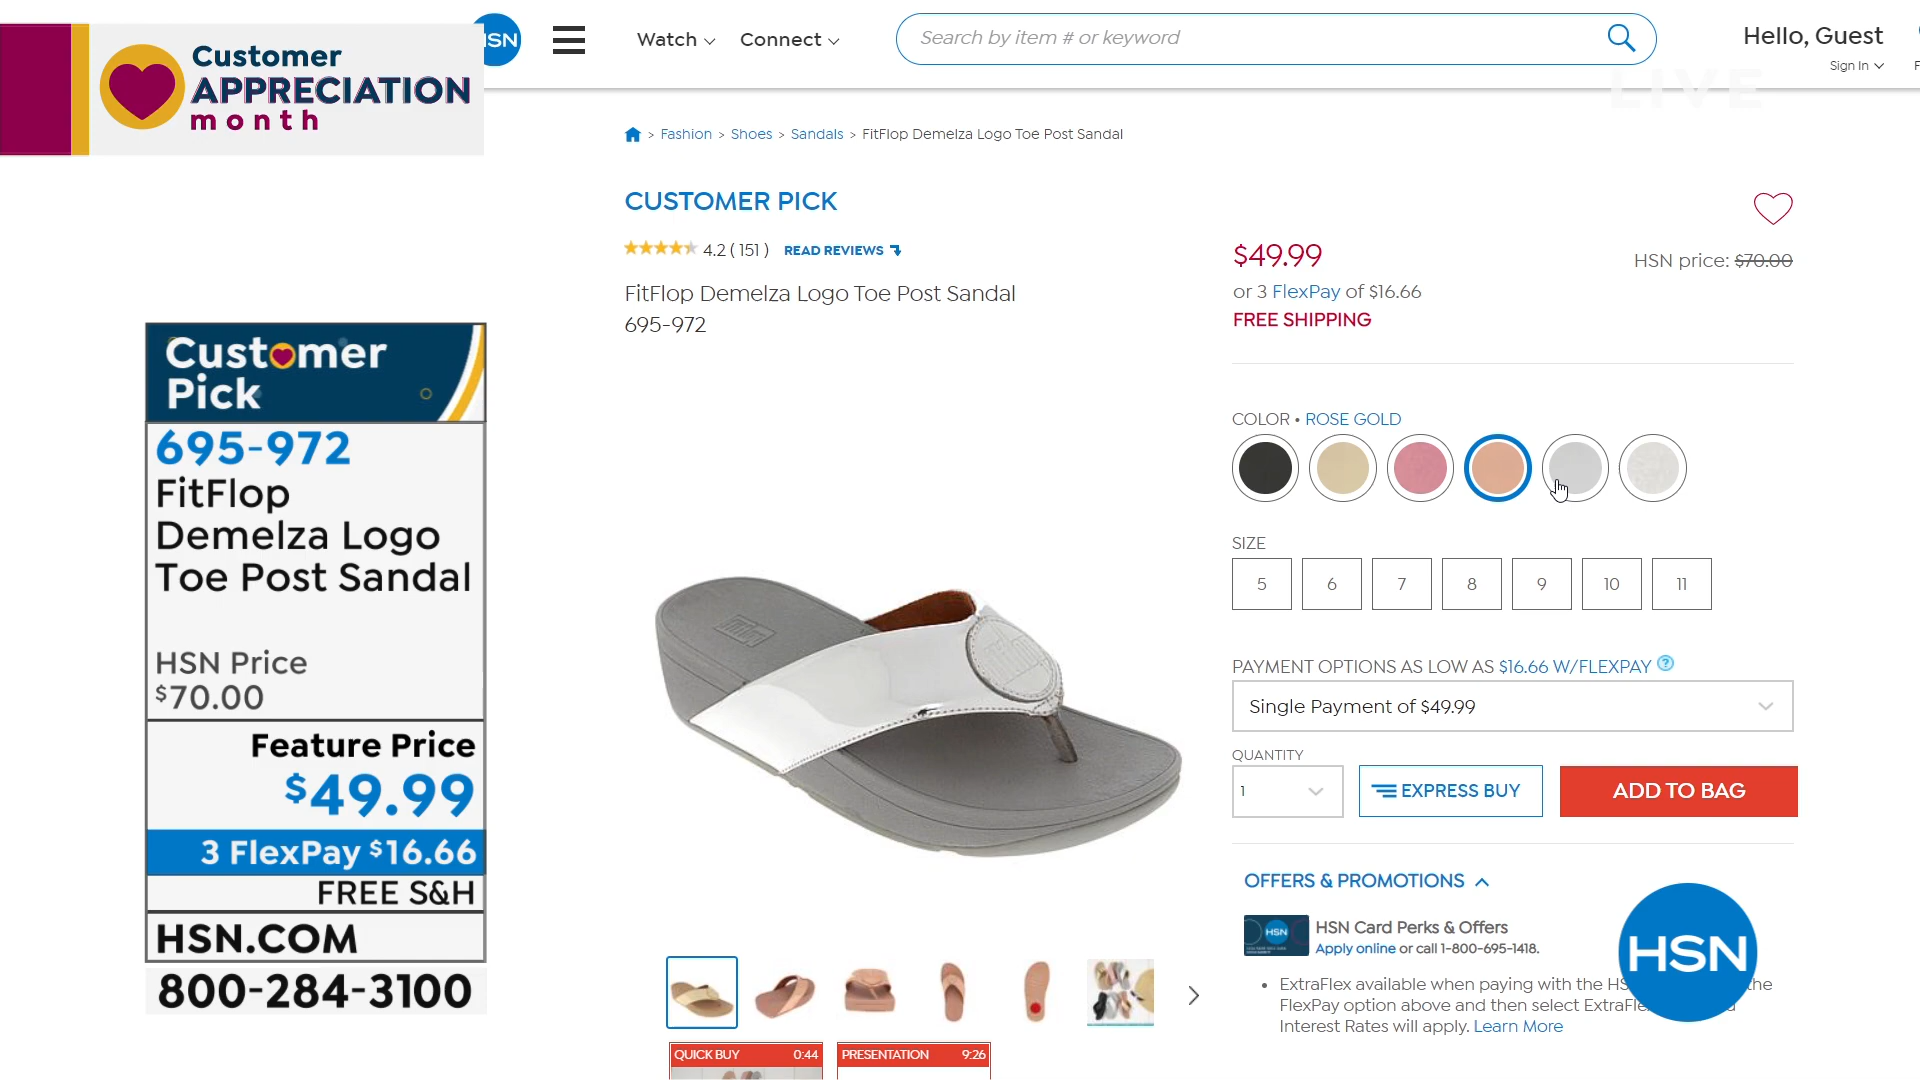 Customer
APPRECIATION
month
HSN
Watch
Connect
Search by item # or keyword
Hello, Guest
Sign In
LIVE
> Fashion > Shoes > Sandals > FitFlop Demelza Logo Toe Post Sandal
CUSTOMER PICK
4.2 ( 151 ) READ REVIEWS
FitFlop Demelza Logo Toe Post Sandal
695-972
$49.99
HSN price: $70.00
or 3 FlexPay of $16.66
FREE SHIPPING
COLOR • ROSE GOLD
SIZE
5 6 7 8 9 10 11
PAYMENT OPTIONS AS LOW AS $16.66 W/FLEXPAY ?
Single Payment of $49.99
QUANTITY
1
EXPRESS BUY
ADD TO BAG
OFFERS & PROMOTIONS
HSN
HSN Card Perks & Offers
Apply online or call 1-800-695-1418.
• ExtraFlex available when paying with the HS the
FlexPay option above and then select ExtraFle
Interest Rates will apply. Learn More
HSN
Customer
Pick
695-972
FitFlop
Demelza Logo
Toe Post Sandal
HSN Price
$70.00
Feature Price
$49.99
3 FlexPay $16.66
FREE S&H
HSN.COM
800-284-3100
QUICK BUY 0:44
PRESENTATION 9:26